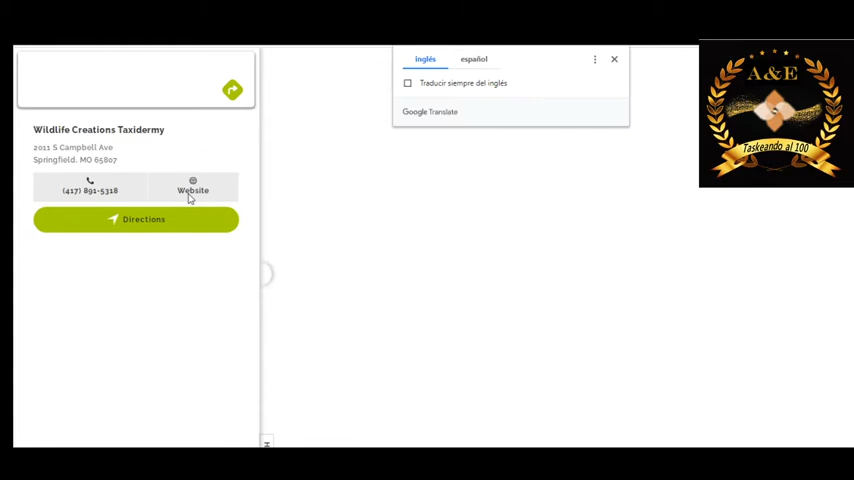 Wildlife Creations Taxidermy
2011 S Campbell Ave
Springfield, MO 65807
(417) 891-5318
Website
Directions
inglés español
Traducir siempre del inglés
Google Translate
A&E
Taskeando al 100